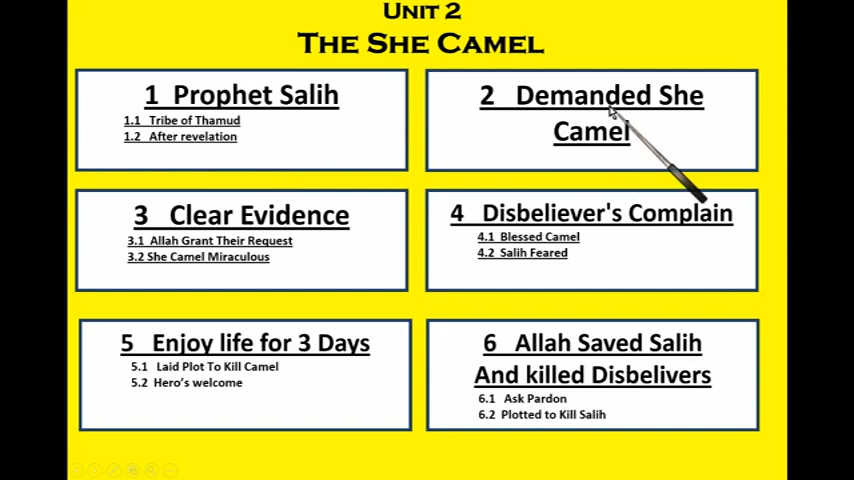 UNIT 2
THE SHE CAMEL
1 Prophet Salih
1.1 Tribe of Thamud
1.2 After revelation
2 Demanded She
Camel
3 Clear Evidence
3.1 Allah Grant Their Request
3.2 She Camel Miraculous
4 Disbeliever's Complain
4.1 Blessed Camel
4.2 Salih Feared
5 Enjoy life for 3 Days
5.1 Laid Plot To Kill Camel
5.2 Hero's welcome
6 Allah Saved Salih
And killed Disbelivers
6.1 Ask Pardon
6.2 Plotted to Kill Salih